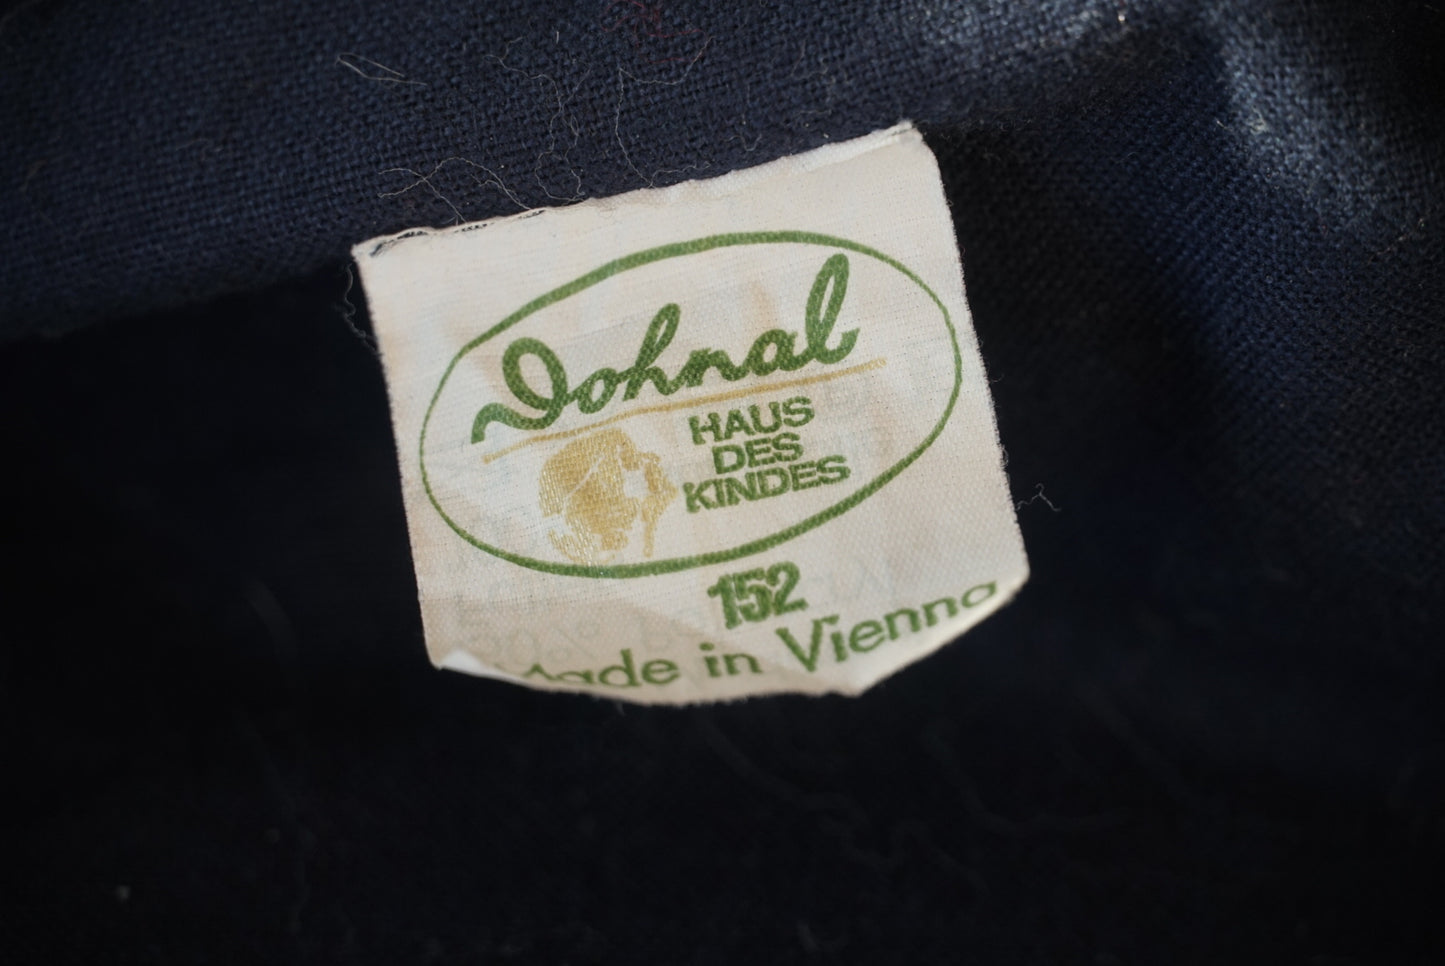 Dohnal
HAUS
DES
KINDES
152
Made in Vienna